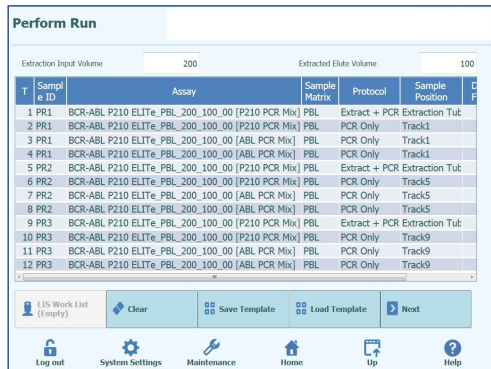 Perform Run
Extraction Input Volume 200 Extracted Elute Volume 100
T Sampl e ID Assay Sample Matrix Protocol Sample Position D F
1 PR1 BCR-ABL P210 ELITe_PBL_200_100_00 [P210 PCR Mix] PBL Extract + PCR Extraction Tub
2 PR1 BCR-ABL P210 ELITe_PBL_200_100_00 [P210 PCR Mix] PBL PCR Only Track1
3 PR1 BCR-ABL P210 ELITe_PBL_200_100_00 [ABL PCR Mix] PBL PCR Only Track1
4 PR1 BCR-ABL P210 ELITe_PBL_200_100_00 [ABL PCR Mix] PBL PCR Only Track1
5 PR2 BCR-ABL P210 ELITe_PBL_200_100_00 [P210 PCR Mix] PBL Extract + PCR Extraction Tub
6 PR2 BCR-ABL P210 ELITe_PBL_200_100_00 [P210 PCR Mix] PBL PCR Only Track5
7 PR2 BCR-ABL P210 ELITe_PBL_200_100_00 [ABL PCR Mix] PBL PCR Only Track5
8 PR2 BCR-ABL P210 ELITe_PBL_200_100_00 [ABL PCR Mix] PBL PCR Only Track5
9 PR3 BCR-ABL P210 ELITe_PBL_200_100_00 [P210 PCR Mix] PBL Extract + PCR Extraction Tub
10 PR3 BCR-ABL P210 ELITe_PBL_200_100_00 [P210 PCR Mix] PBL PCR Only Track9
11 PR3 BCR-ABL P210 ELITe_PBL_200_100_00 [ABL PCR Mix] PBL PCR Only Track9
12 PR3 BCR-ABL P210 ELITe_PBL_200_100_00 [ABL PCR Mix] PBL PCR Only Track9
LIS Work List (Empty) Clear Save Template Load Template Next
Log out System Settings Maintenance Home Up Help